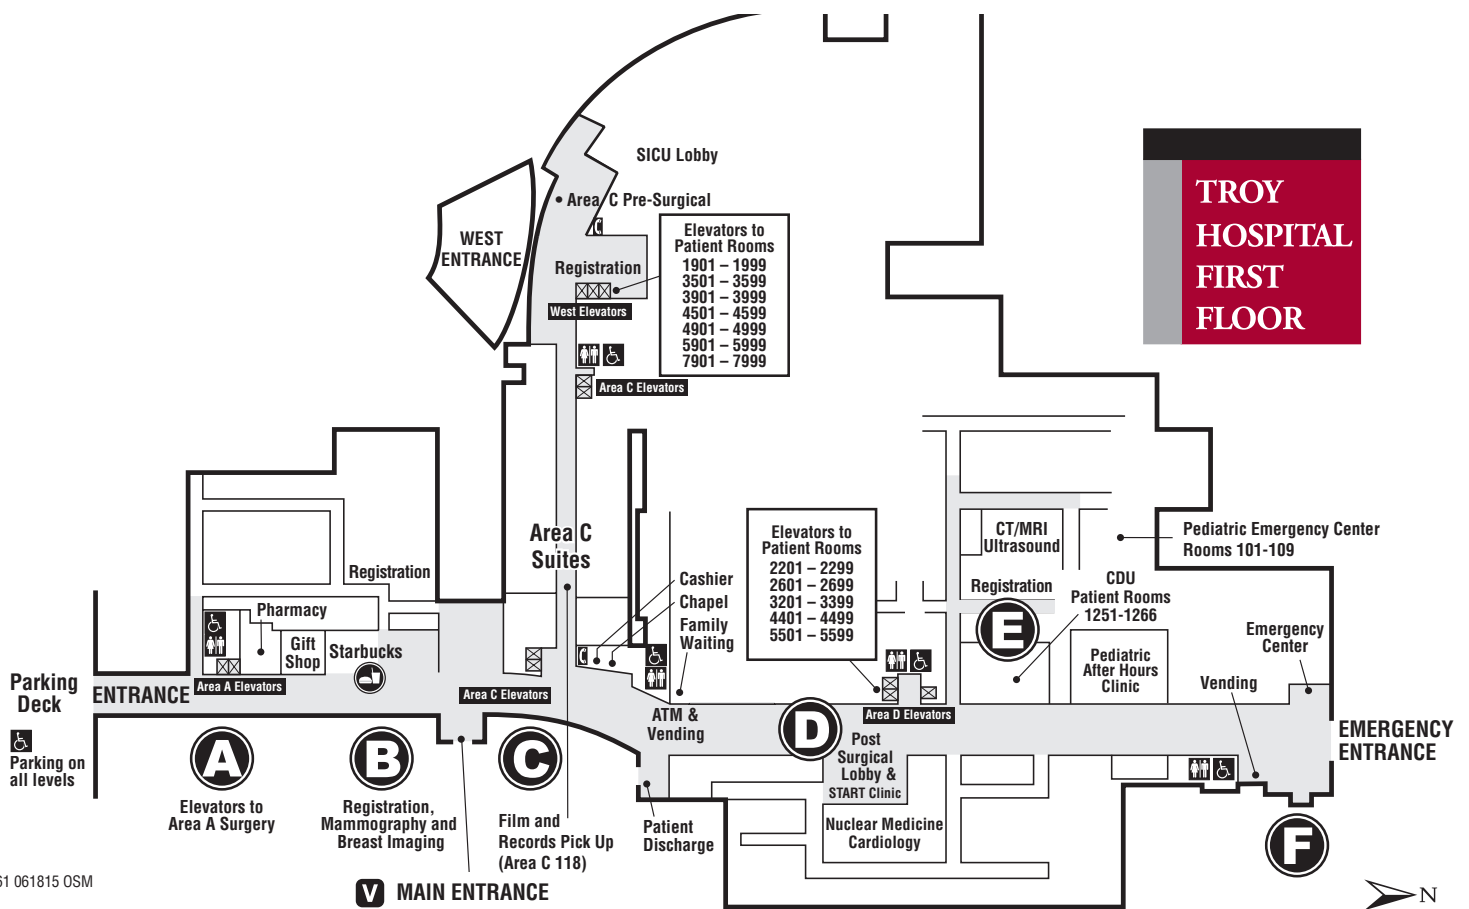 TROY
HOSPITAL
FIRST
FLOOR
SICU Lobby
Area C Pre-Surgical
WEST
ENTRANCE
Registration
West Elevators
Elevators to
Patient Rooms
1901 – 1999
3501 – 3599
3901 – 3999
4501 – 4599
4901 – 4999
5901 – 5999
7901 – 7999
Area C Elevators
Area C
Suites
Registration
Pharmacy
Gift
Shop
Starbucks
Area A Elevators
Parking
Deck
ENTRANCE
Parking on
all levels
Area C Elevators
Cashier
Chapel
Family
Waiting
ATM &
Vending
Elevators to
Patient Rooms
2201 – 2299
2601 – 2699
3201 – 3399
4401 – 4499
5501 – 5599
Area D Elevators
CT/MRI
Ultrasound
Registration
E
CDU
Patient Rooms
1251-1266
Pediatric Emergency Center
Rooms 101-109
Pediatric
After Hours
Clinic
Emergency
Center
Vending
EMERGENCY
ENTRANCE
A
Elevators to
Area A Surgery
B
Registration,
Mammography and
Breast Imaging
C
Film and
Records Pick Up
(Area C 118)
D
Post
Surgical
Lobby &
START Clinic
Patient
Discharge
Nuclear Medicine
Cardiology
F
V MAIN ENTRANCE
61 061815 OSM
N